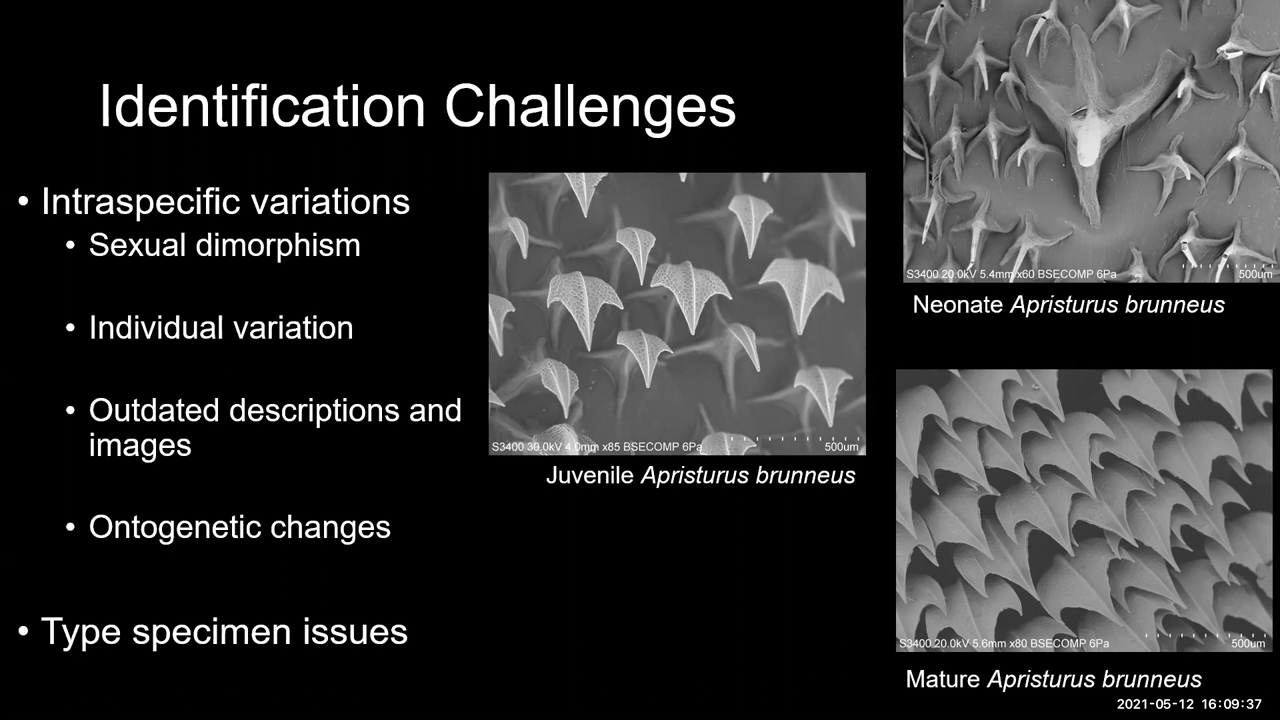 Identification Challenges
• Intraspecific variations
• Sexual dimorphism
• Individual variation
• Outdated descriptions and
images
• Ontogenetic changes
• Type specimen issues
S3400 30.0kV 4.0mm x85 BSECOMP 6Pa 500um
Juvenile Apristurus brunneus
S3400 20.0kV 5.4mm x60 BSECOMP 6Pa 500um
Neonate Apristurus brunneus
S3400 20.0kV 5.6mm x80 BSECOMP 6Pa 500um
Mature Apristurus brunneus
2021-05-12 16:09:37